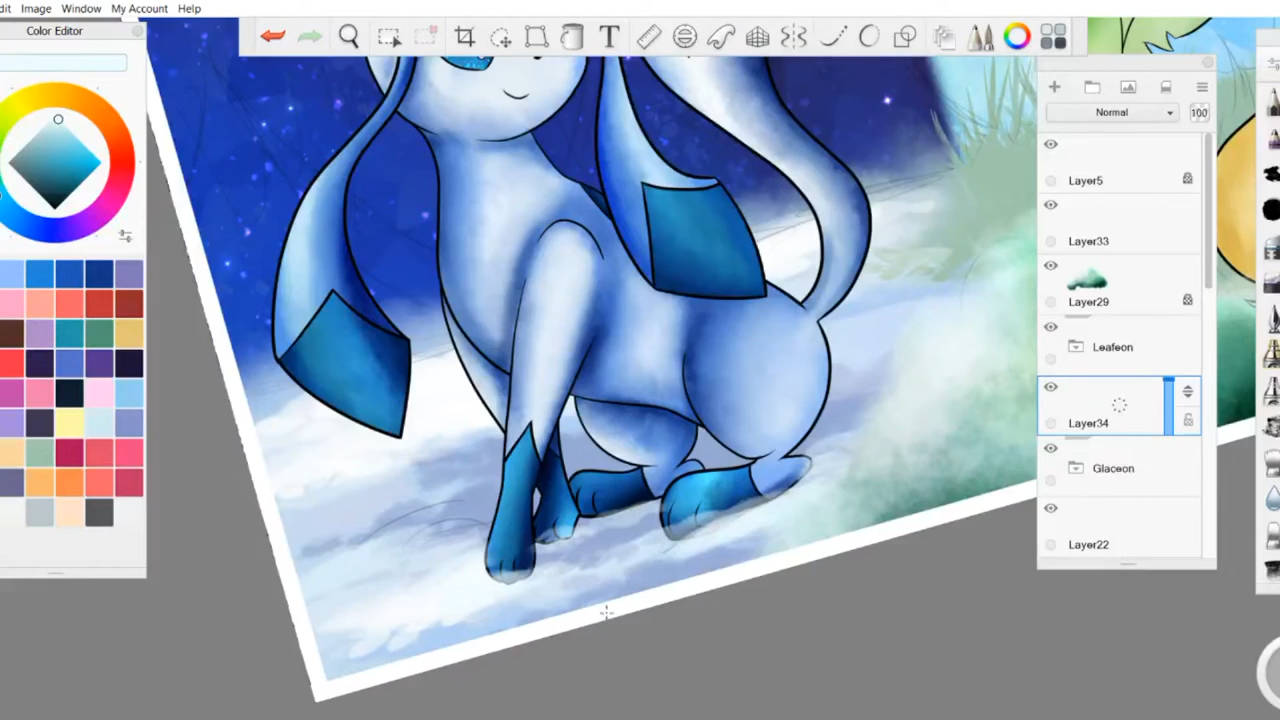 dit Image Window My Account Help
Color Editor
Normal
100
Layer5
Layer33
Layer29
Leafeon
Layer34
Glaceon
Layer22